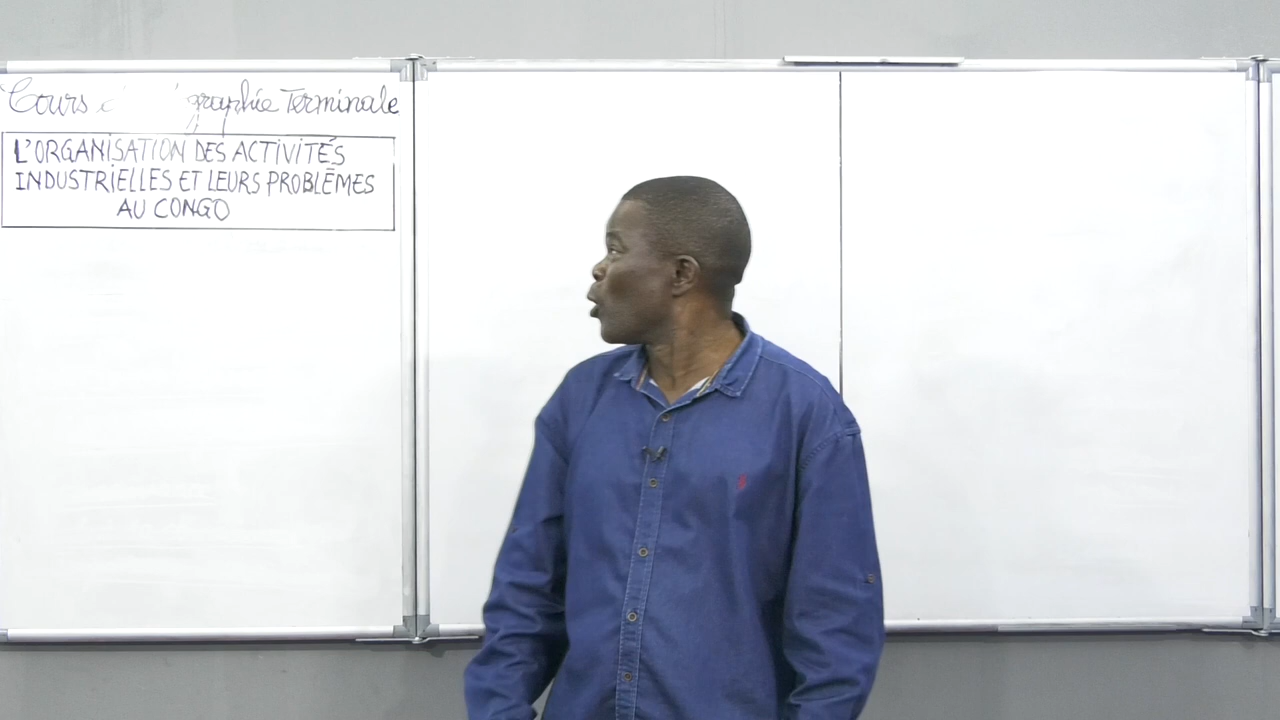 Cours graphie Terminale
L'ORGANISATION DES ACTIVITÉS
INDUSTRIELLES ET LEURS PROBLÈMES
AU CONGO